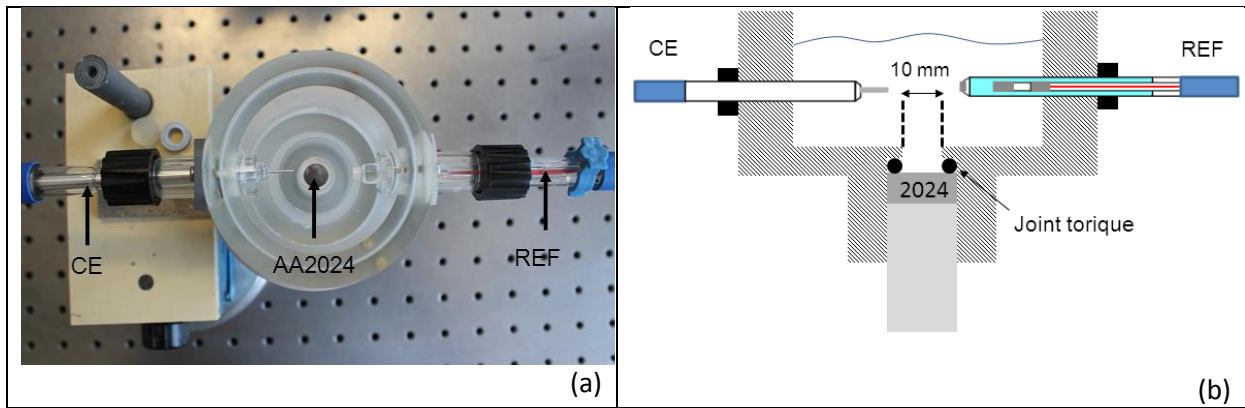 CE
AA2024
REF
(a)
CE
10 mm
REF
2024
Joint torique
(b)